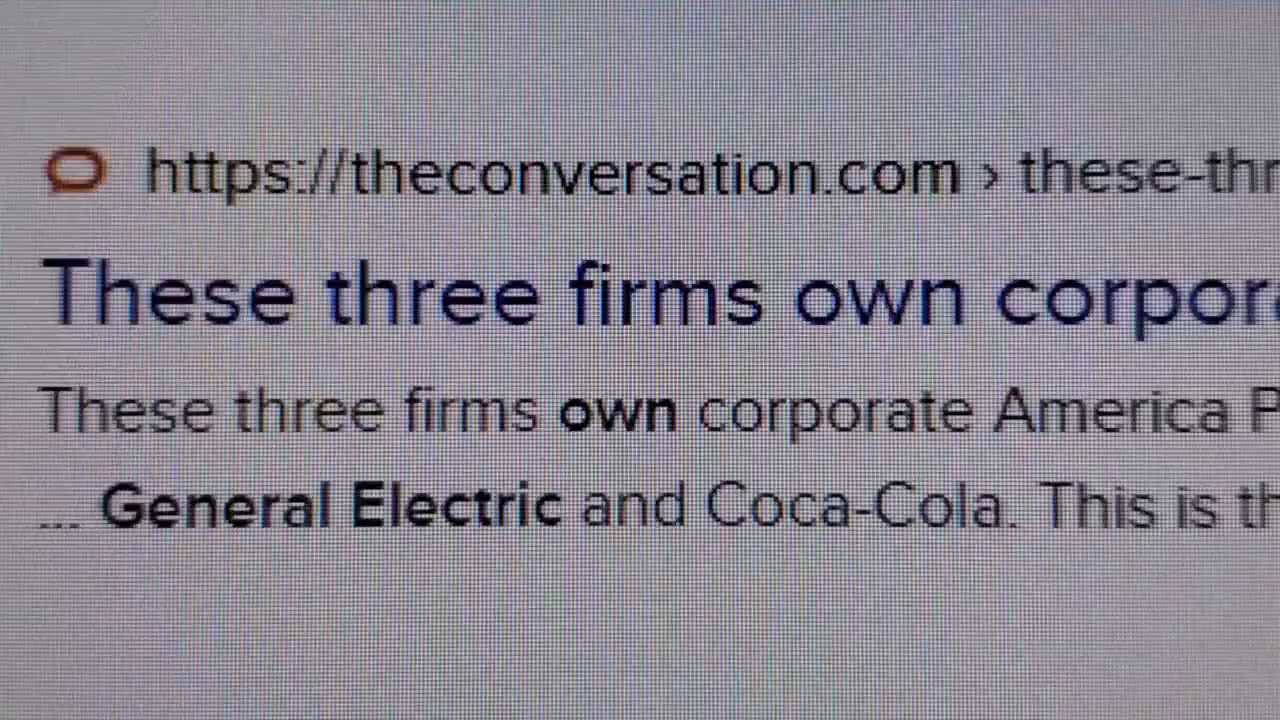 https://theconversation.com › these-thr
These three firms own corpor
These three firms own corporate America P
.... General Electric and Coca-Cola. This is th